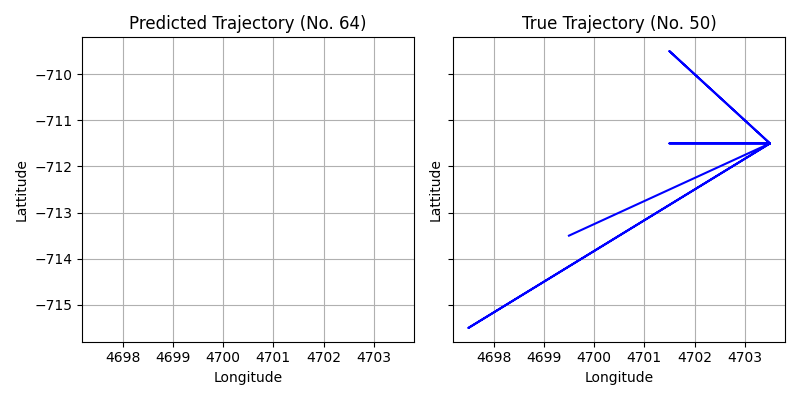 Predicted Trajectory (No. 64)
True Trajectory (No. 50)
−710
−711
−712
−713
−714
−715
Lattitude
Lattitude
4698 4699 4700 4701 4702 4703
4698 4699 4700 4701 4702 4703
Longitude
Longitude